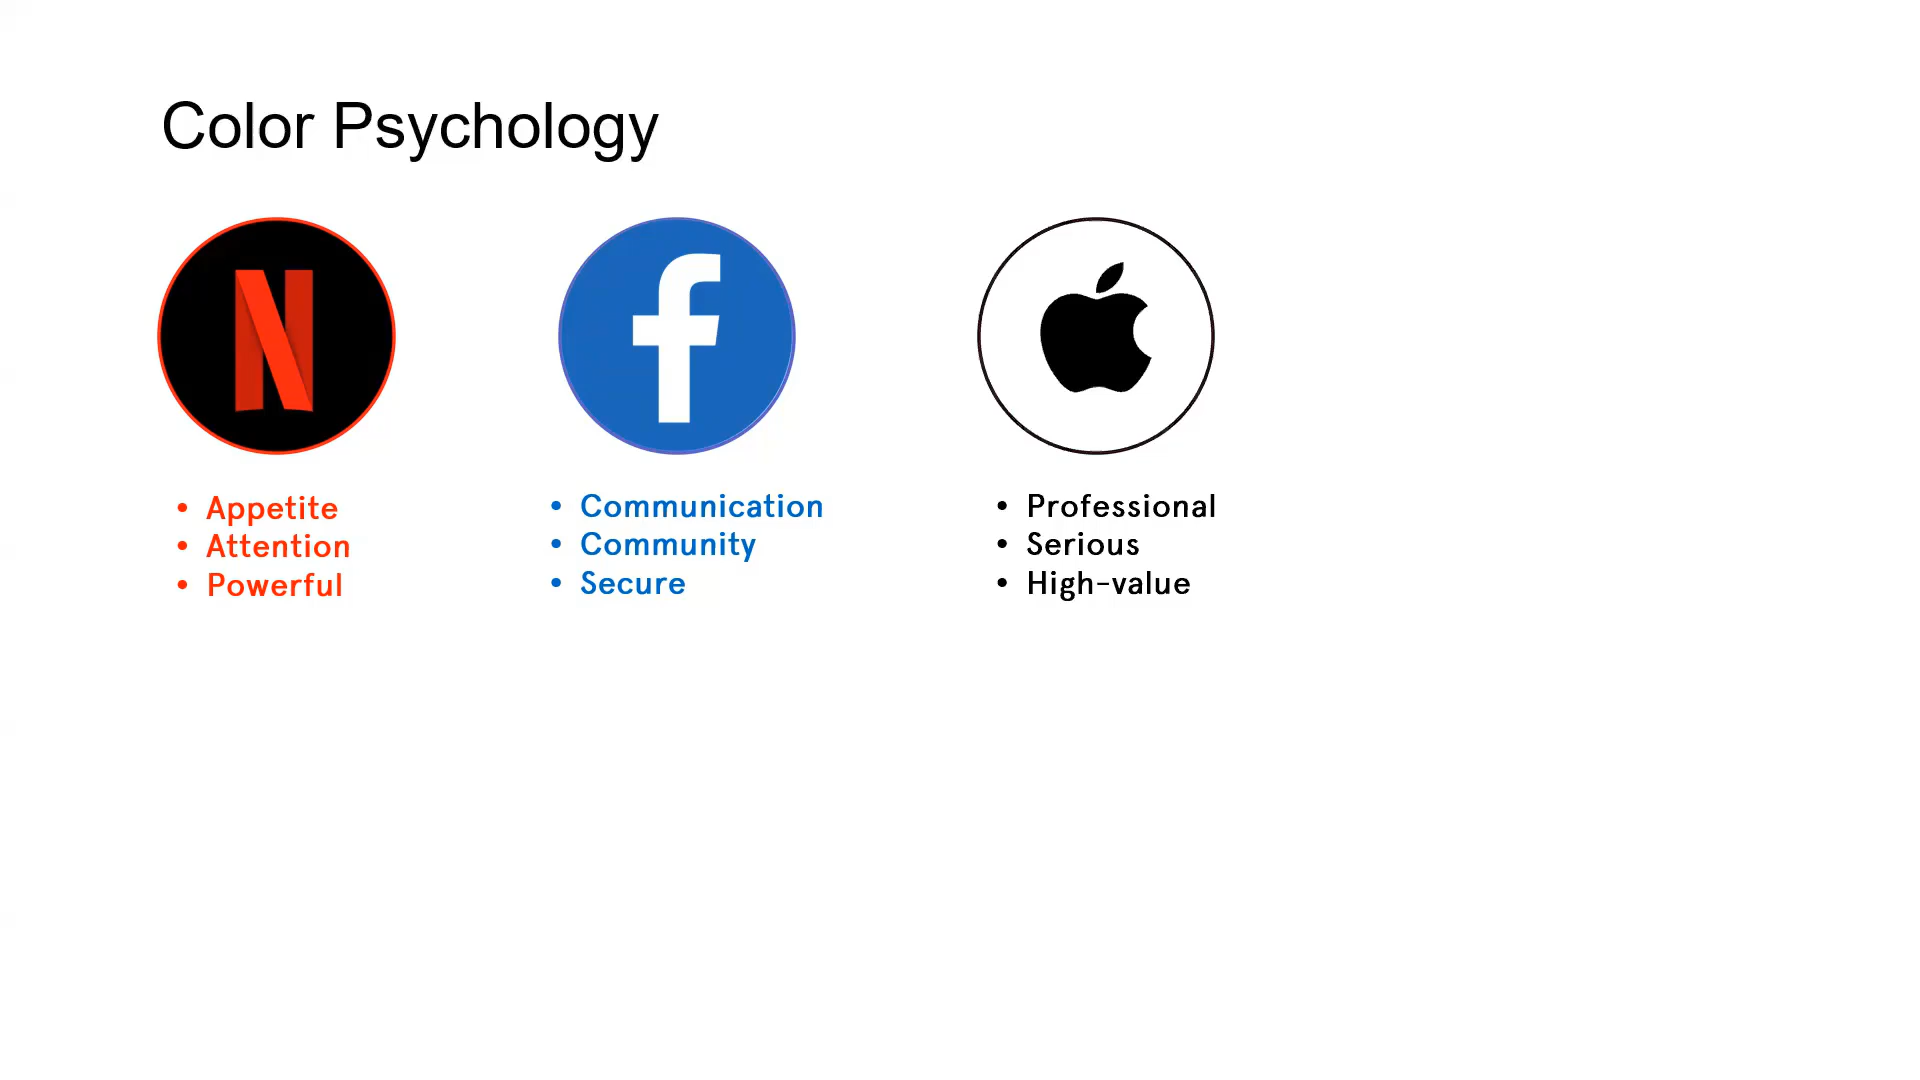 Color Psychology
N
f
• Appetite
• Attention
• Powerful
• Communication
• Community
• Secure
• Professional
• Serious
• High-value